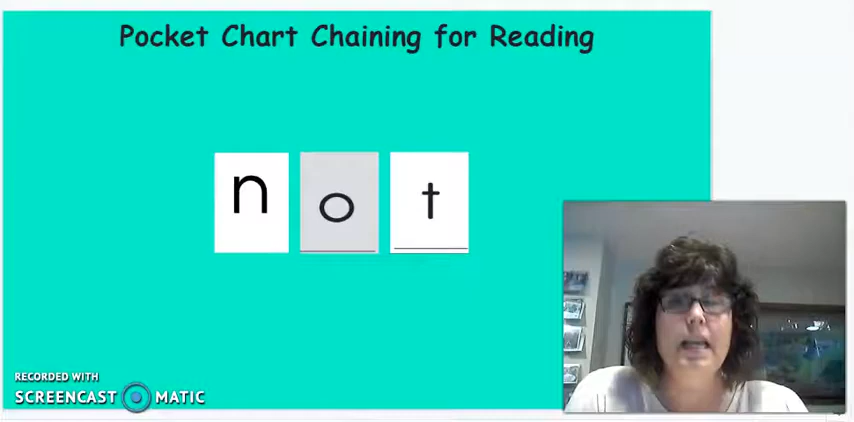 Pocket Chart Chaining for Reading
n o t
RECORDED WITH
SCREENCAST MATIC